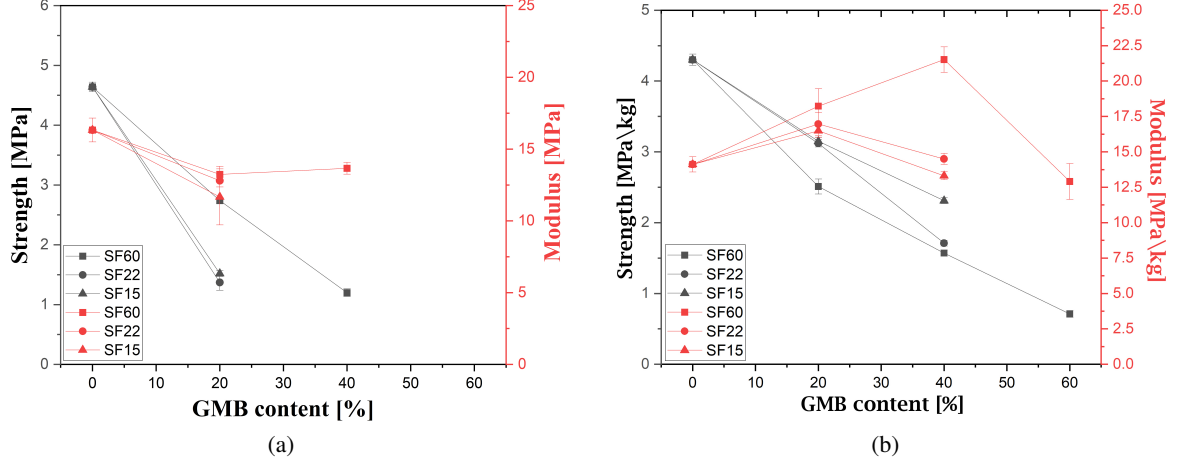 6
5
4
3
2
1
0
Strength [MPa]
25
20
15
10
5
0
Modulus [MPa]
SF60
SF22
SF15
SF60
SF22
SF15
0 10 20 30 40 50 60
GMB content [%]
(a)
5
4
3
2
1
0
Strength [MPa\kg]
25.0
22.5
20.0
17.5
15.0
12.5
10.0
7.5
5.0
2.5
0.0
Modulus [MPa\kg]
SF60
SF22
SF15
SF60
SF22
SF15
0 10 20 30 40 50 60
GMB content [%]
(b)